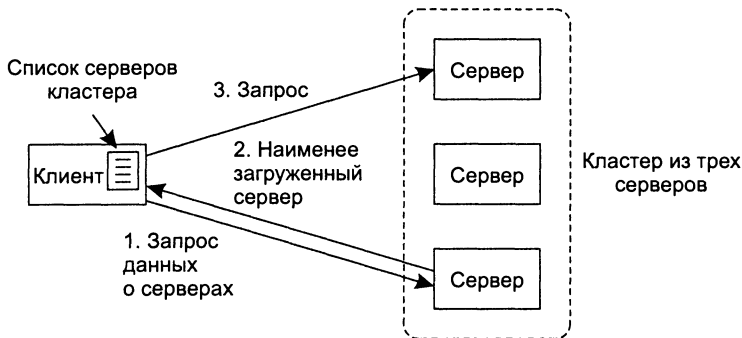 Список серверов
кластера
3. Запрос
Сервер
Клиент
2. Наименее
загруженный
сервер
Сервер
Кластер из трех
серверов
1. Запрос
данных
о серверах
Сервер